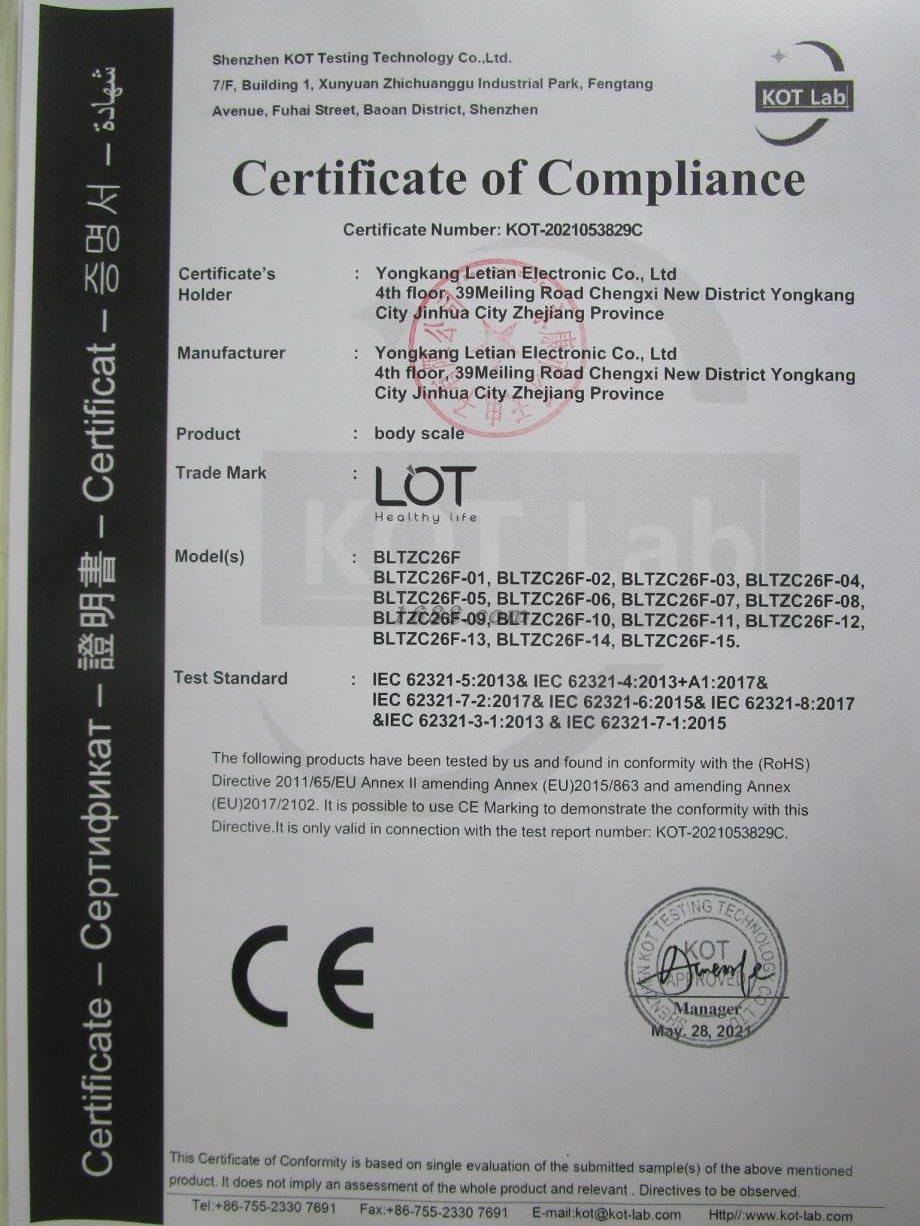 Shenzhen KOT Testing Technology Co.,Ltd.
7/F, Building 1, Xunyuan Zhichuanggu Industrial Park, Fengtang
Avenue, Fuhai Street, Baoan District, Shenzhen
KOT Lab
Certificate of Compliance
Certificate Number: KOT-2021053829C
Certificate's Holder : Yongkang Letian Electronic Co., Ltd
4th floor, 39Meiling Road Chengxi New District Yongkang
City Jinhua City Zhejiang Province
Manufacturer : Yongkang Letian Electronic Co., Ltd
4th floor, 39Meiling Road Chengxi New District Yongkang
City Jinhua City Zhejiang Province
Product : body scale
Trade Mark : LOT
Healthy life
KOT Lab
Model(s) : BLTZC26F
BLTZC26F-01, BLTZC26F-02, BLTZC26F-03, BLTZC26F-04,
BLTZC26F-05, BLTZC26F-06, BLTZC26F-07, BLTZC26F-08,
BLTZC26F-09, BLTZC26F-10, BLTZC26F-11, BLTZC26F-12,
BLTZC26F-13, BLTZC26F-14, BLTZC26F-15.
1688.com
Test Standard : IEC 62321-5:2013& IEC 62321-4:2013+A1:2017&
IEC 62321-7-2:2017& IEC 62321-6:2015& IEC 62321-8:2017
&IEC 62321-3-1:2013 & IEC 62321-7-1:2015
The following products have been tested by us and found in conformity with the (RoHS)
Directive 2011/65/EU Annex II amending Annex (EU)2015/863 and amending Annex
(EU)2017/2102. It is possible to use CE Marking to demonstrate the conformity with this
Directive.It is only valid in connection with the test report number: KOT-2021053829C.
CE
SHENZHEN KOT TESTING TECHNOLOGY CO.,LTD
KOT
APPROVED
Manager
May. 28, 2021
This Certificate of Conformity is based on single evaluation of the submitted sample(s) of the above mentioned
product. It does not imply an assessment of the whole product and relevant . Directives to be observed.
Tel:+86-755-2330 7691 Fax:+86-755-2330 7691 E-mail:kot@kot-lab.com Http//:www.kot-lab.com
Certificate – Сертификат – 證明書 – Certificat – 증명서 – شهادة